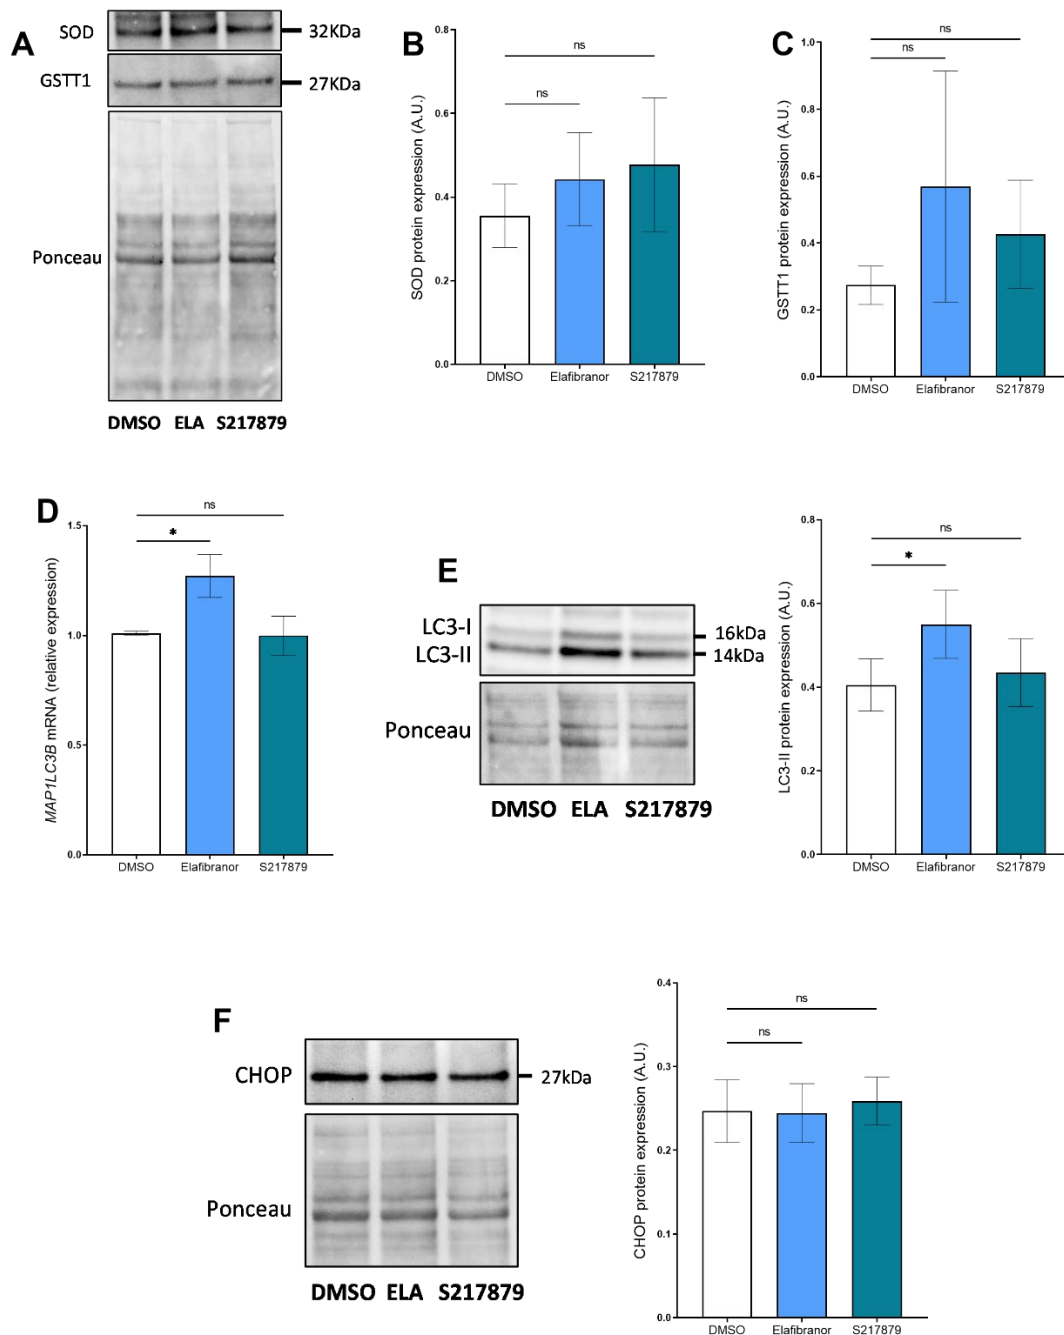 A
SOD
32KDa
GSTT1
27KDa
Ponceau
DMSO ELA S217879
B
SOD protein expression (A.U.)
0.8
0.6
0.4
0.2
0.0
ns
ns
DMSO
Elafibranor
S217879
C
GSTT1 protein expression (A.U.)
1.0
0.8
0.6
0.4
0.2
0.0
ns
ns
DMSO
Elafibranor
S217879
D
MAP1LC3B mRNA (relative expression)
1.5
1.0
0.5
0.0
ns
*
DMSO
Elafibranor
S217879
E
LC3-I
16kDa
LC3-II
14kDa
Ponceau
DMSO ELA S217879
LC3-II protein expression (A.U.)
0.8
0.6
0.4
0.2
0.0
ns
*
DMSO
Elafibranor
S217879
F
CHOP
27kDa
Ponceau
DMSO ELA S217879
CHOP protein expression (A.U.)
0.4
0.3
0.2
0.1
0.0
ns
ns
DMSO
Elafibranor
S217879